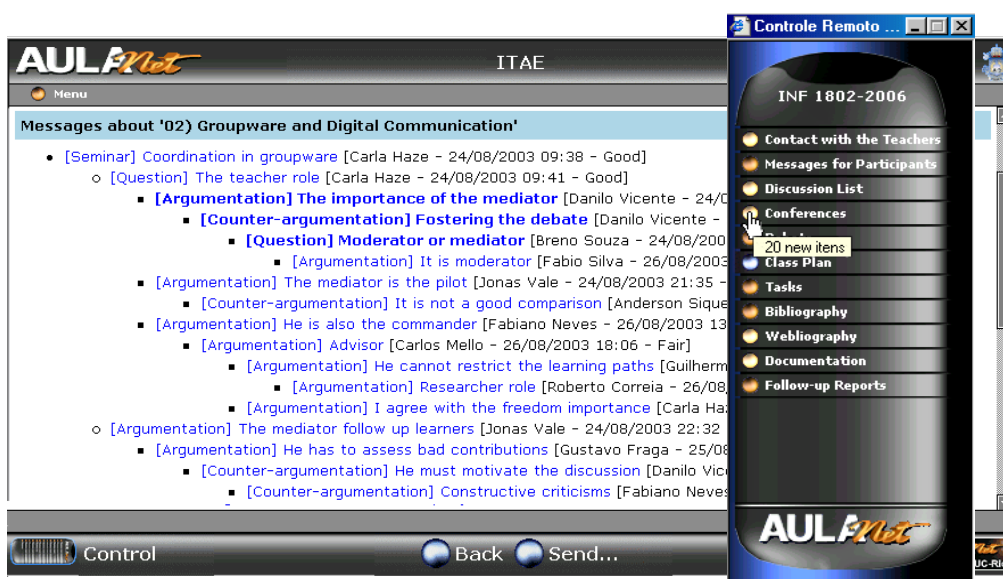 AULANet
ITAE
Menu
Messages about '02) Groupware and Digital Communication'
• [Seminar] Coordination in groupware [Carla Haze - 24/08/2003 09:38 - Good]
o [Question] The teacher role [Carla Haze - 24/08/2003 09:41 - Good]
▪ [Argumentation] The importance of the mediator [Danilo Vicente - 24/0
▪ [Counter-argumentation] Fostering the debate [Danilo Vicente -
▪ [Question] Moderator or mediator [Breno Souza - 24/08/200
▪ [Argumentation] It is moderator [Fabio Silva - 26/08/2003
▪ [Argumentation] The mediator is the pilot [Jonas Vale - 24/08/2003 21:35 -
▪ [Counter-argumentation] It is not a good comparison [Anderson Sique
▪ [Argumentation] He is also the commander [Fabiano Neves - 26/08/2003 13
▪ [Argumentation] Advisor [Carlos Mello - 26/08/2003 18:06 - Fair]
▪ [Argumentation] He cannot restrict the learning paths [Guilherm
▪ [Argumentation] Researcher role [Roberto Correia - 26/08
▪ [Argumentation] I agree with the freedom importance [Carla Ha
o [Argumentation] The mediator follow up learners [Jonas Vale - 24/08/2003 22:32
▪ [Argumentation] He has to assess bad contributions [Gustavo Fraga - 25/08
▪ [Counter-argumentation] He must motivate the discussion [Danilo Vic
▪ [Counter-argumentation] Constructive criticisms [Fabiano Neves
Control
Back
Send...
Controle Remoto ...
INF 1802-2006
Contact with the Teachers
Messages for Participants
Discussion List
Conferences
20 new itens
Class Plan
Tasks
Bibliography
Webliography
Documentation
Follow-up Reports
AULANet